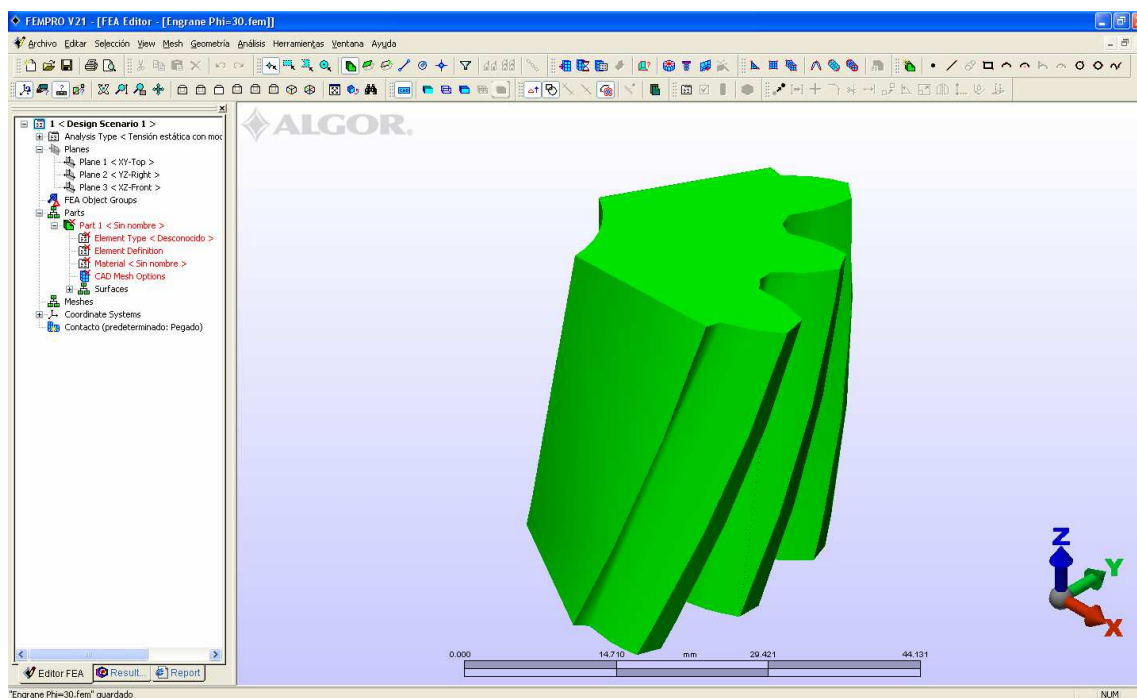 FEMPRO V21 - [FEA Editor - [Engrane Phi=30.fem]]
Archivo Editar Selección View Mesh Geometría Análisis Herramientas Ventana Ayuda
1 < Design Scenario 1 >
Analysis Type < Tensión estática con mod
Planes
Plane 1 < XY-Top >
Plane 2 < YZ-Right >
Plane 3 < XZ-Front >
FEA Object Groups
Parts
Part 1 < Sin nombre >
Element Type < Desconocido >
Element Definition
Material < Sin nombre >
CAD Mesh Options
Surfaces
Meshes
Coordinate Systems
Contacto (predeterminado: Pegado)
ALGOR.
Z
Y
X
0.000 14.710 mm 29.421 44.131
Editor FEA Result... Report
"Engrane Phi=30.fem" guardado NUM